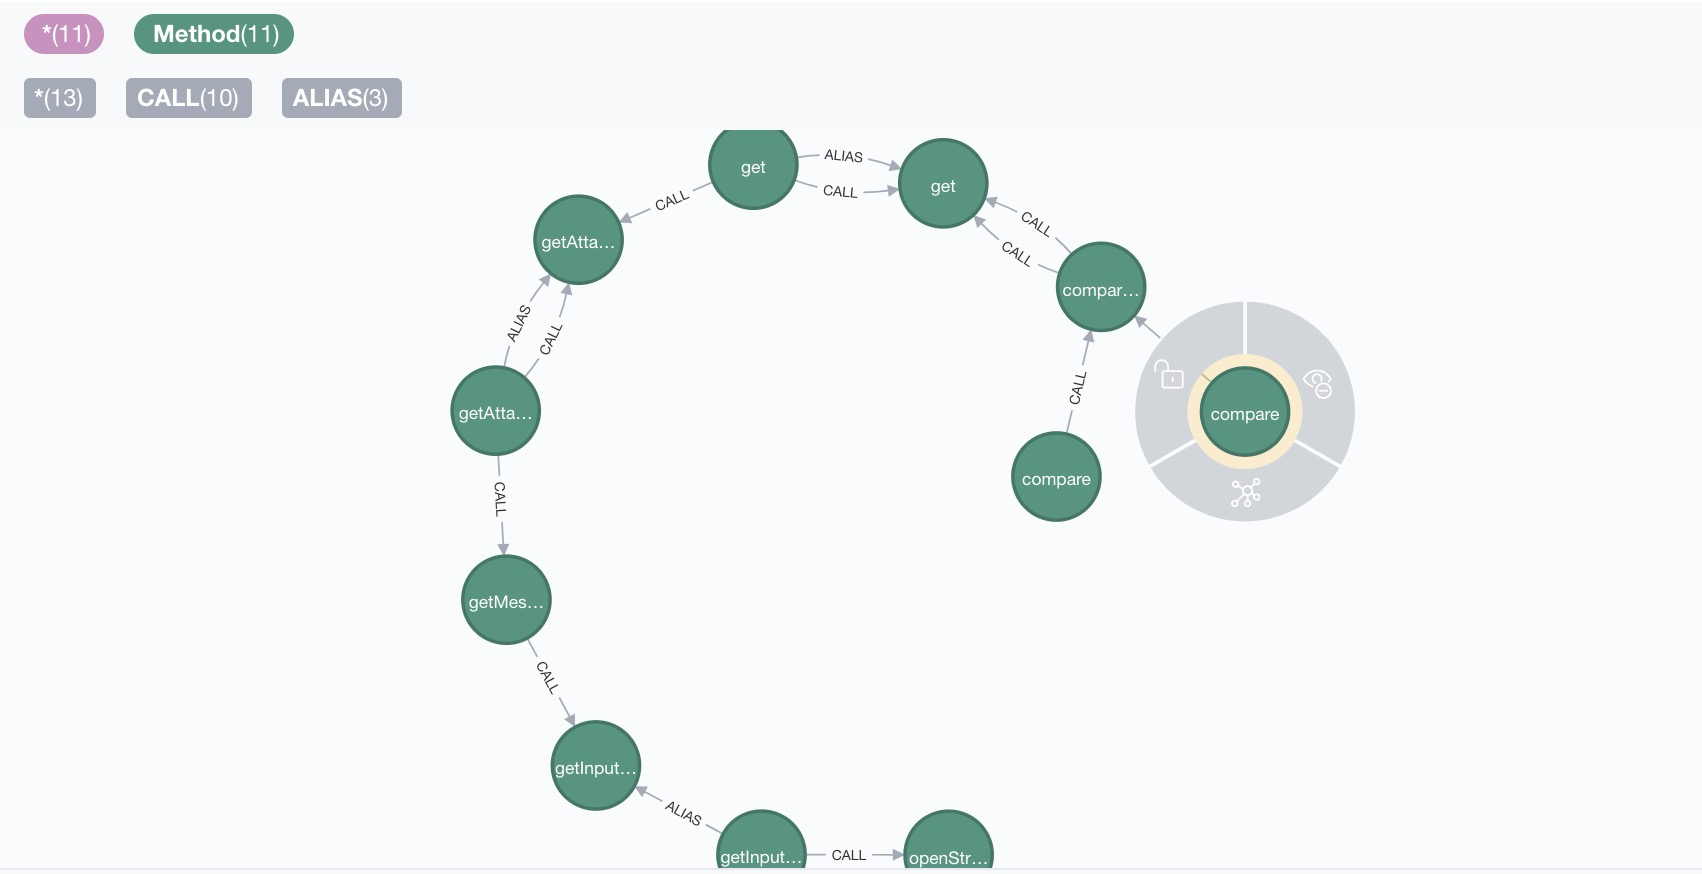 *(11) Method(11)
*(13) CALL(10) ALIAS(3)
get
ALIAS
get
CALL
CALL
CALL
CALL
getAtta...
compar...
ALIAS
CALL
CALL
getAtta...
compare
compare
CALL
getMes...
CALL
getInput...
ALIAS
getInput...
CALL
openStr...